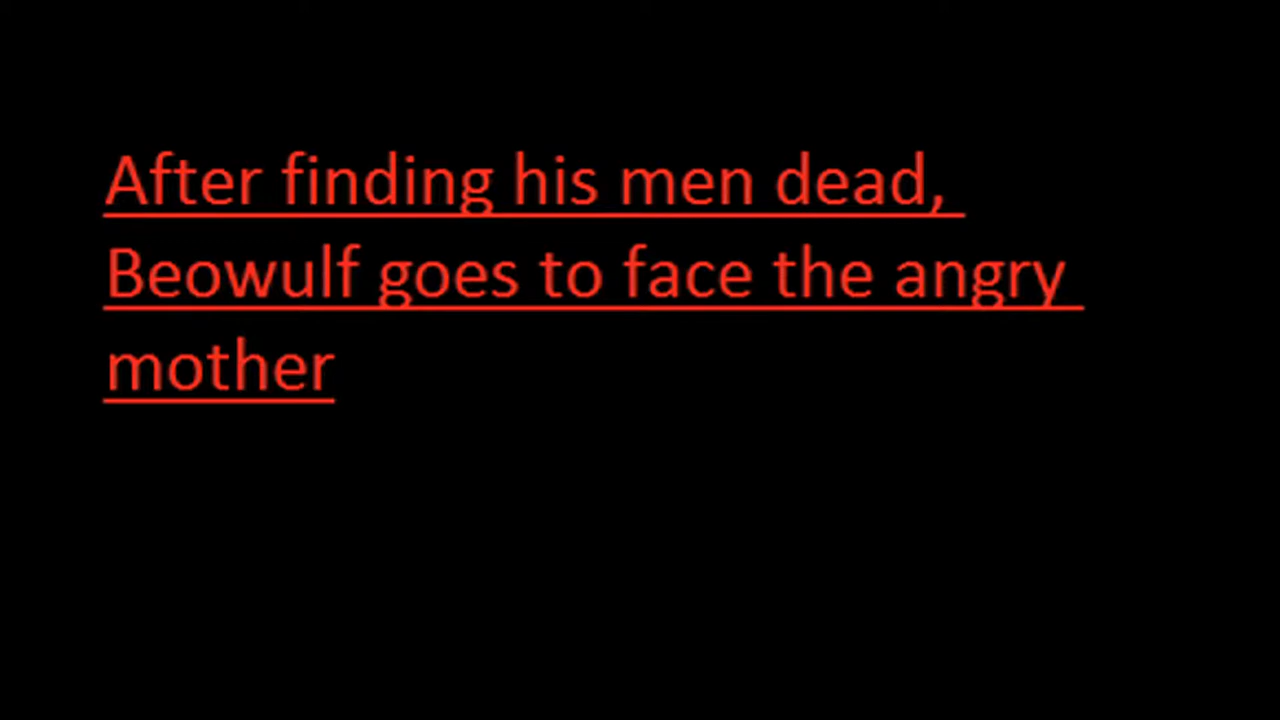 After finding his men dead,
Beowulf goes to face the angry
mother